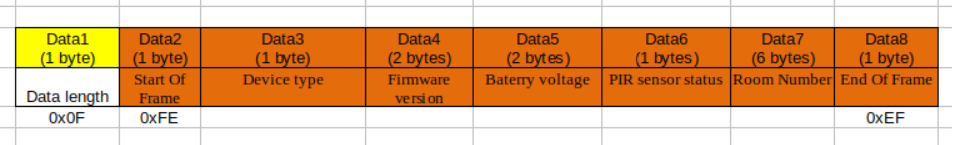 Data1 Data2 Data3 Data4 Data5 Data6 Data7 Data8
(1 byte) (1 byte) (1 byte) (2 bytes) (2 bytes) (1 bytes) (6 bytes) (1 byte)
Data length Start Of Frame Device type Firmware version Baterry voltage PIR sensor status Room Number End Of Frame
0x0F 0xFE 0xEF